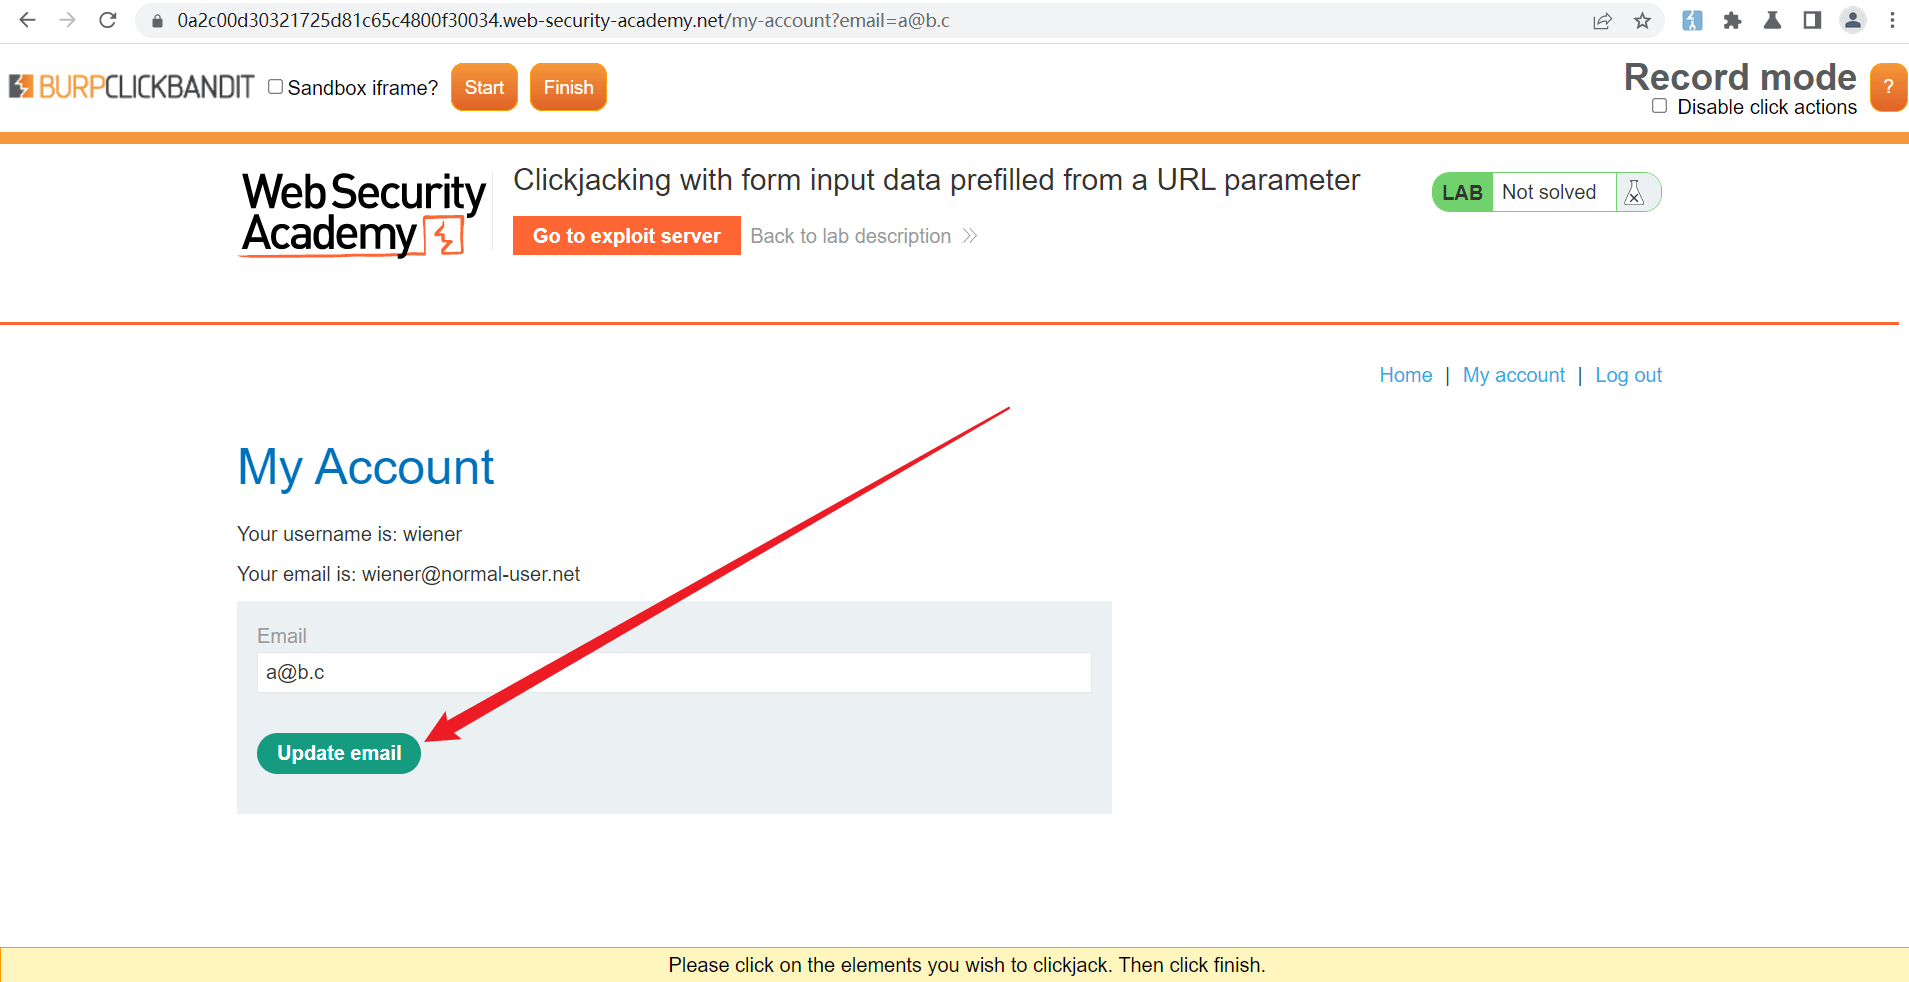 0a2c00d30321725d81c65c4800f30034.web-security-academy.net/my-account?email=a@b.c
BURPCLICKBANDIT
Sandbox iframe?
Start
Finish
Record mode
Disable click actions
?
Web Security
Academy
Clickjacking with form input data prefilled from a URL parameter
Go to exploit server
Back to lab description
LAB
Not solved
Home | My account | Log out
My Account
Your username is: wiener
Your email is: wiener@normal-user.net
Email
a@b.c
Update email
Please click on the elements you wish to clickjack. Then click finish.